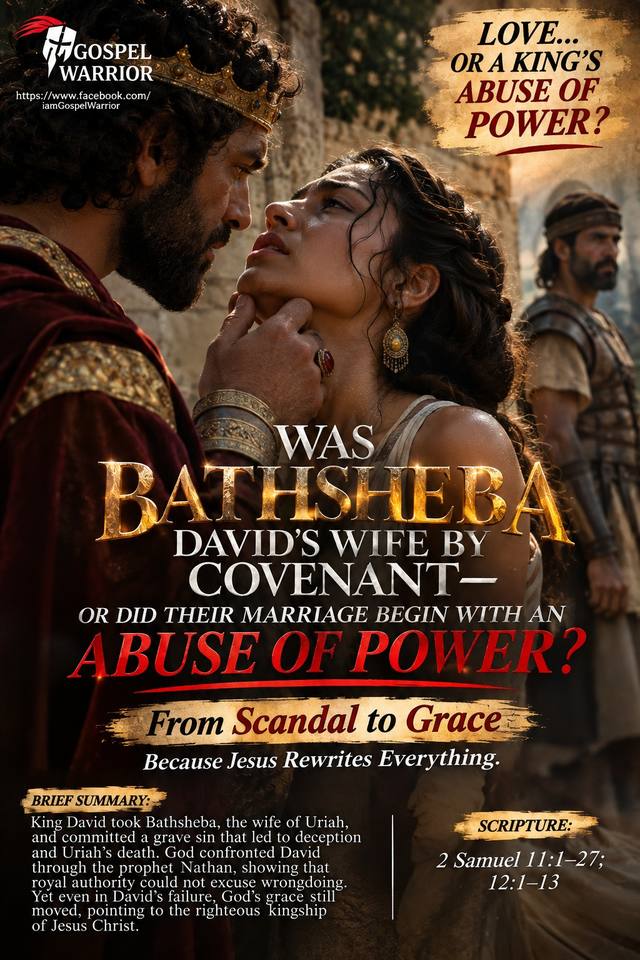 GOSPEL
WARRIOR
https://www.facebook.com/
iamGospelWarrior
LOVE...
OR A KING'S
ABUSE OF
POWER?
WAS
BATHSHEBA
DAVID'S WIFE BY
COVENANT—
OR DID THEIR MARRIAGE BEGIN WITH AN
ABUSE OF POWER?
From Scandal to Grace
Because Jesus Rewrites Everything.
BRIEF SUMMARY:
King David took Bathsheba, the wife of Uriah,
and committed a grave sin that led to deception
and Uriah's death. God confronted David
through the prophet Nathan, showing that
royal authority could not excuse wrongdoing.
Yet even in David's failure, God's grace still
moved, pointing to the righteous kingship
of Jesus Christ.
SCRIPTURE:
2 Samuel 11:1–27;
12:1–13